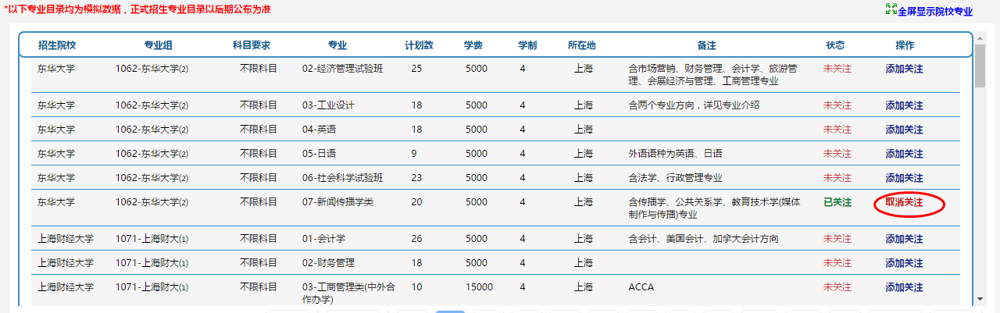 *以下专业目录均为模拟数据，正式招生专业目录以后期公布为准
全屏显示院校专业
招生院校 专业组 科目要求 专业 计划数 学费 学制 所在地 备注 状态 操作
东华大学 1062-东华大学(2) 不限科目 02-经济管理试验班 25 5000 4 上海 含市场营销、财务管理、会计学、旅游管 未关注 添加关注
理、会展经济与管理、工商管理专业
东华大学 1062-东华大学(2) 不限科目 03-工业设计 18 5000 4 上海 含两个专业方向，详见专业介绍 未关注 添加关注
东华大学 1062-东华大学(2) 不限科目 04-英语 18 5000 4 上海 未关注 添加关注
东华大学 1062-东华大学(2) 不限科目 05-日语 9 5000 4 上海 外语语种为英语、日语 未关注 添加关注
东华大学 1062-东华大学(2) 不限科目 06-社会科学试验班 23 5000 4 上海 含法学、行政管理专业 未关注 添加关注
东华大学 1062-东华大学(2) 不限科目 07-新闻传播学类 20 5000 4 上海 含传播学、公共关系学、教育技术学(媒体 已关注 取消关注
制作与传播)专业
上海财经大学 1071-上海财大(1) 不限科目 01-会计学 26 5000 4 上海 含会计、美国会计、加拿大会计方向 未关注 添加关注
上海财经大学 1071-上海财大(1) 不限科目 02-财务管理 18 5000 4 上海 未关注 添加关注
上海财经大学 1071-上海财大(1) 不限科目 03-工商管理类(中外合 10 15000 4 上海 ACCA 未关注 添加关注
作办学)